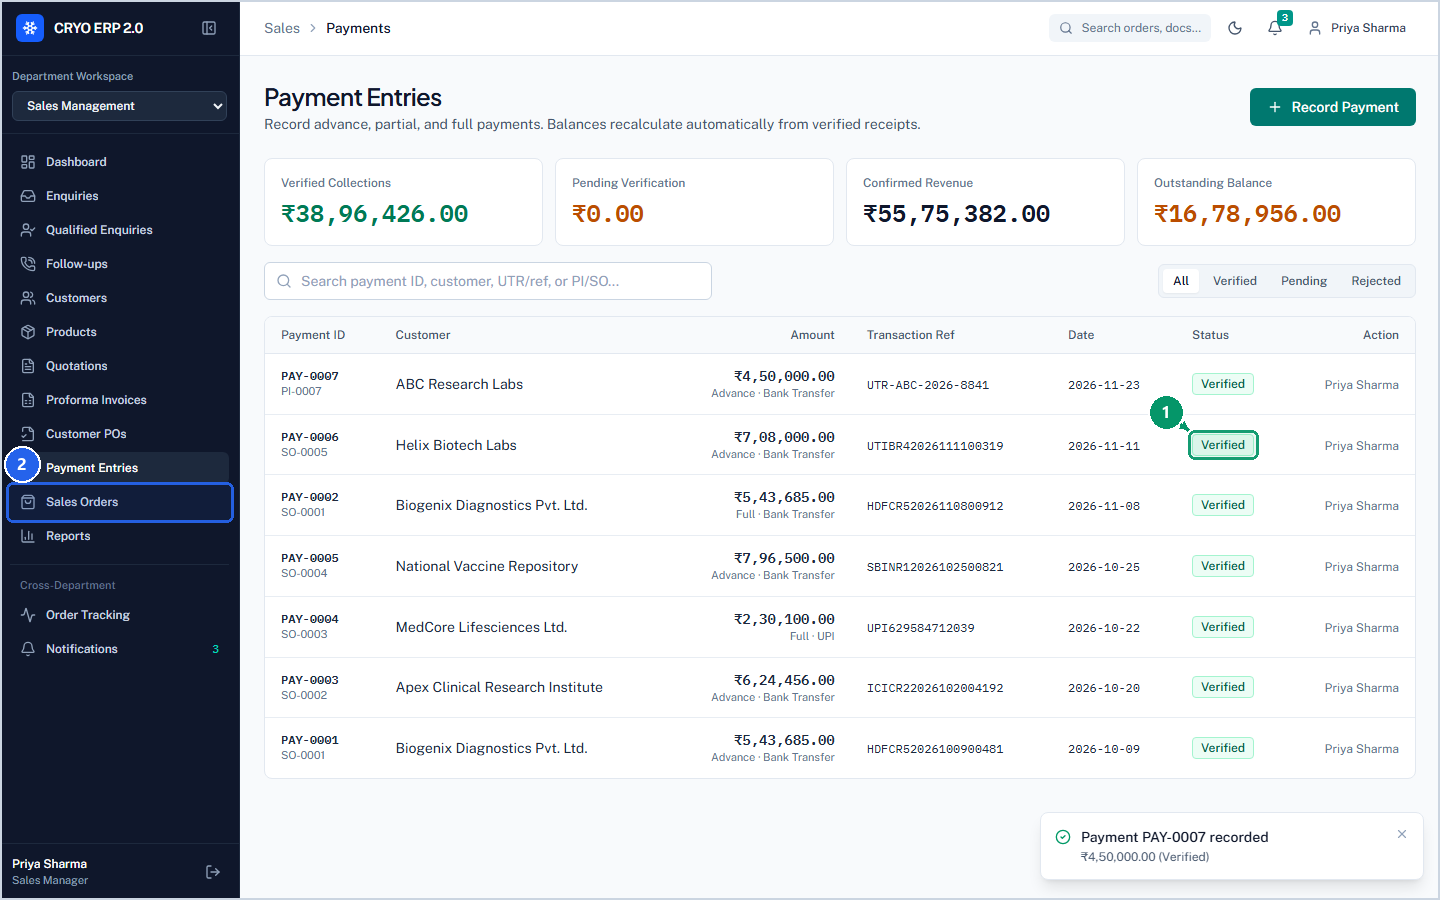 CRYO ERP 2.0
Department Workspace
Sales Management
Dashboard
Enquiries
Qualified Enquiries
Follow-ups
Customers
Products
Quotations
Proforma Invoices
Customer POs
2
Payment Entries
Sales Orders
Reports
Cross-Department
Order Tracking
Notifications 3
Priya Sharma
Sales Manager
Sales > Payments
Search orders, docs...
3
Priya Sharma
Payment Entries
Record advance, partial, and full payments. Balances recalculate automatically from verified receipts.
+ Record Payment
Verified Collections
₹38,96,426.00
Pending Verification
₹0.00
Confirmed Revenue
₹55,75,382.00
Outstanding Balance
₹16,78,956.00
Search payment ID, customer, UTR/ref, or PI/SO...
All Verified Pending Rejected
Payment ID Customer Amount Transaction Ref Date Status Action
PAY-0007 ABC Research Labs ₹4,50,000.00 UTR-ABC-2026-8841 2026-11-23 Verified Priya Sharma
PI-0007 Advance · Bank Transfer
1
PAY-0006 Helix Biotech Labs ₹7,08,000.00 UTIBR42026111100319 2026-11-11 Verified Priya Sharma
SO-0005 Advance · Bank Transfer
PAY-0002 Biogenix Diagnostics Pvt. Ltd. ₹5,43,685.00 HDFCR52026110800912 2026-11-08 Verified Priya Sharma
SO-0001 Full · Bank Transfer
PAY-0005 National Vaccine Repository ₹7,96,500.00 SBINR12026102500821 2026-10-25 Verified Priya Sharma
SO-0004 Advance · Bank Transfer
PAY-0004 MedCore Lifesciences Ltd. ₹2,30,100.00 UPI629584712039 2026-10-22 Verified Priya Sharma
SO-0003 Full · UPI
PAY-0003 Apex Clinical Research Institute ₹6,24,456.00 ICICR22026102004192 2026-10-20 Verified Priya Sharma
SO-0002 Advance · Bank Transfer
PAY-0001 Biogenix Diagnostics Pvt. Ltd. ₹5,43,685.00 HDFCR52026100900481 2026-10-09 Verified Priya Sharma
SO-0001 Advance · Bank Transfer
Payment PAY-0007 recorded
₹4,50,000.00 (Verified)